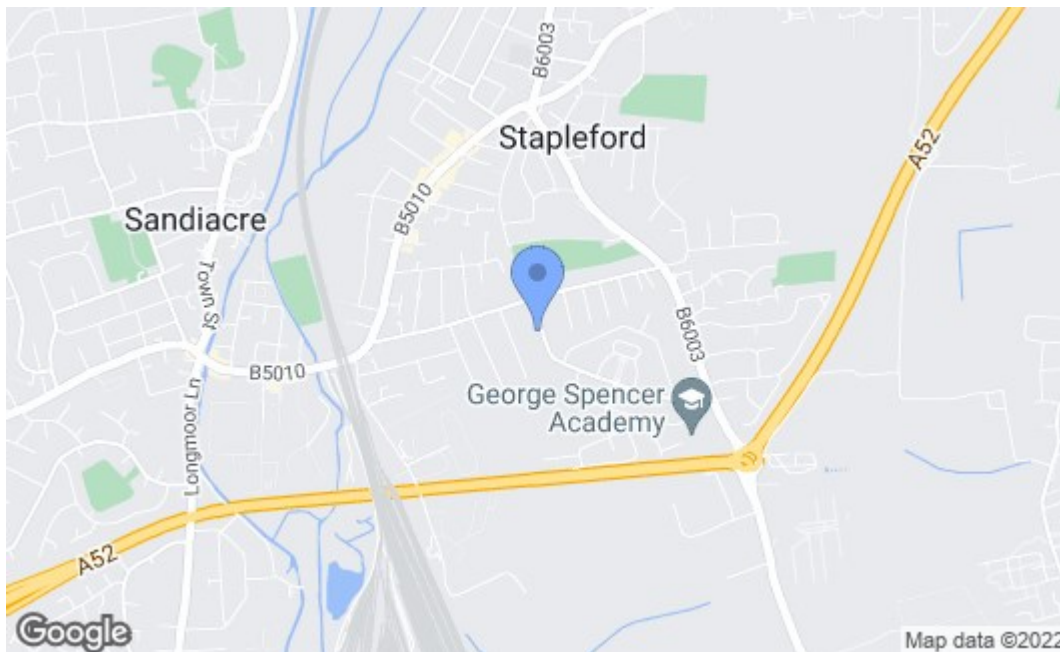 B6003
Stapleford
A52
B5010
Sandiacre
Town St
B5010
B6003
George Spencer
Academy
Longmoor Ln
A52
Google
Map data ©2022